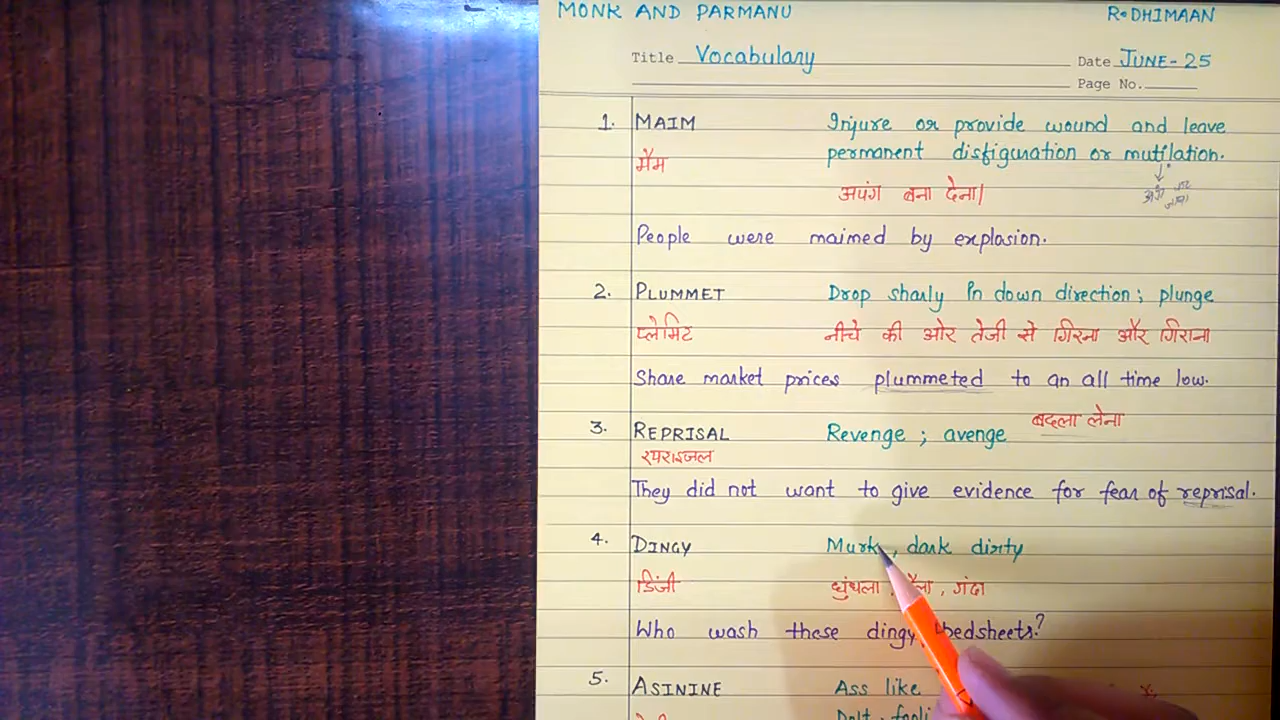 MONK AND PARMANU R. DHIMAAN
Title Vocabulary Date JUNE-25
Page No.
1. MAIM Injure or provide wound and leave
मैम permanent disfiguration or mutilation.
अपंग बना देना।
People were maimed by explosion.
2. PLUMMET Drop sharly in down direction; plunge
प्लेमिट नीचे की ओर तेजी से गिरना और गिराना
Share market prices plummeted to an all time low.
3. REPRISAL Revenge ; avenge बदला लेना
रपराइजल
They did not want to give evidence for fear of reprisal.
4. DINGY Murk, dark dirty
डिंजी धुंधला, गंदा
Who wash these dingy bedsheets?
5. ASININE Ass like